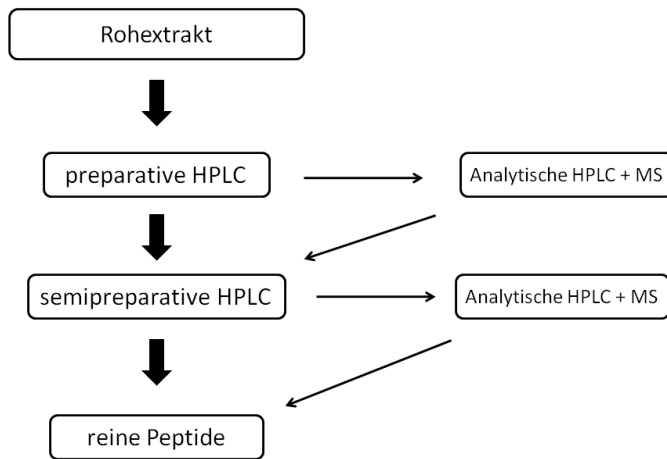 Rohextrakt
preparative HPLC
Analytische HPLC + MS
semipreparative HPLC
Analytische HPLC + MS
reine Peptide